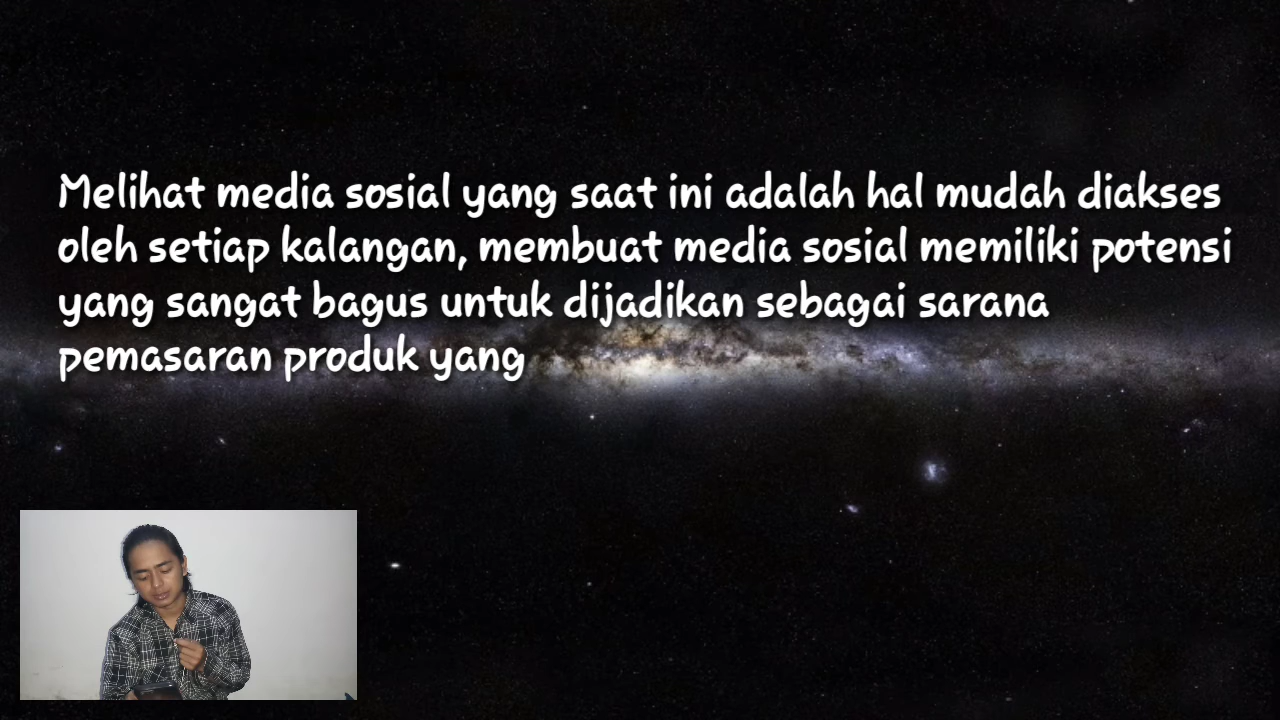 Melihat media sosial yang saat ini adalah hal mudah diakses
oleh setiap kalangan, membuat media sosial memiliki potensi
yang sangat bagus untuk dijadikan sebagai sarana
pemasaran produk yang